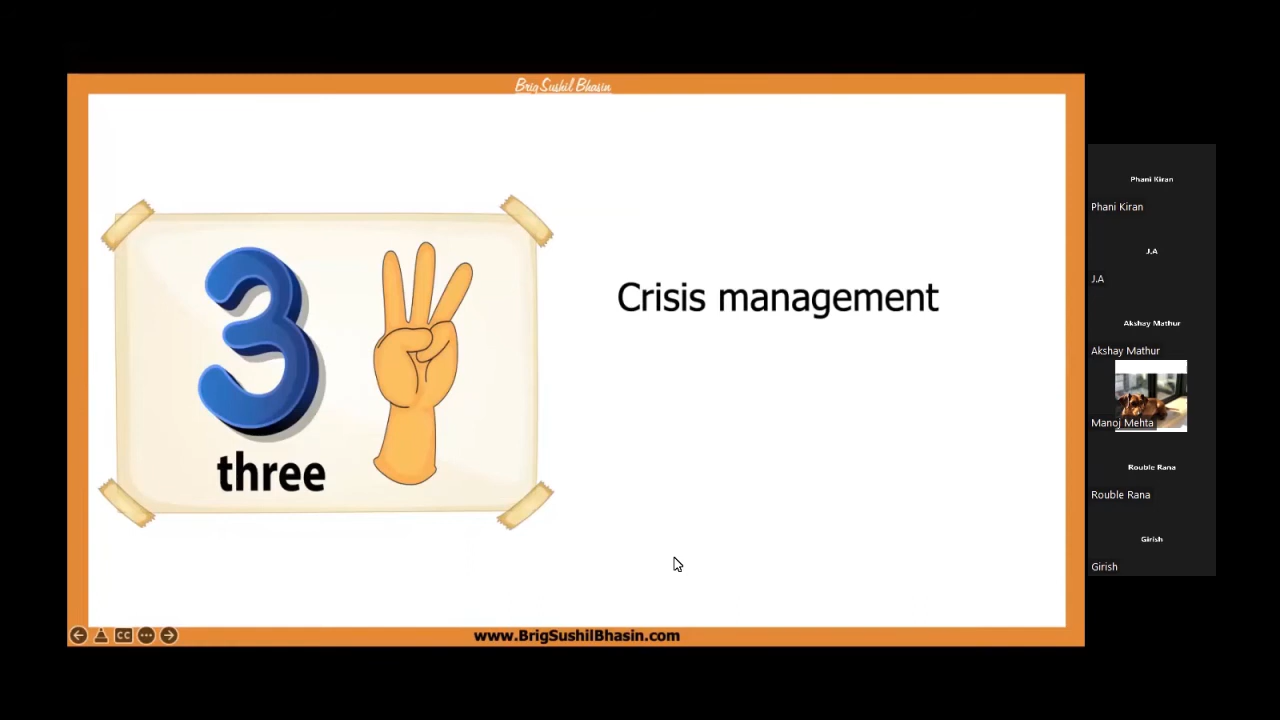 Brig Sushil Bhasin
three
Crisis management
www.BrigSushilBhasin.com
CC
Phani Kiran
Phani Kiran
J.A
J.A
Akshay Mathur
Akshay Mathur
Manoj Mehta
Rouble Rana
Rouble Rana
Girish
Girish
3